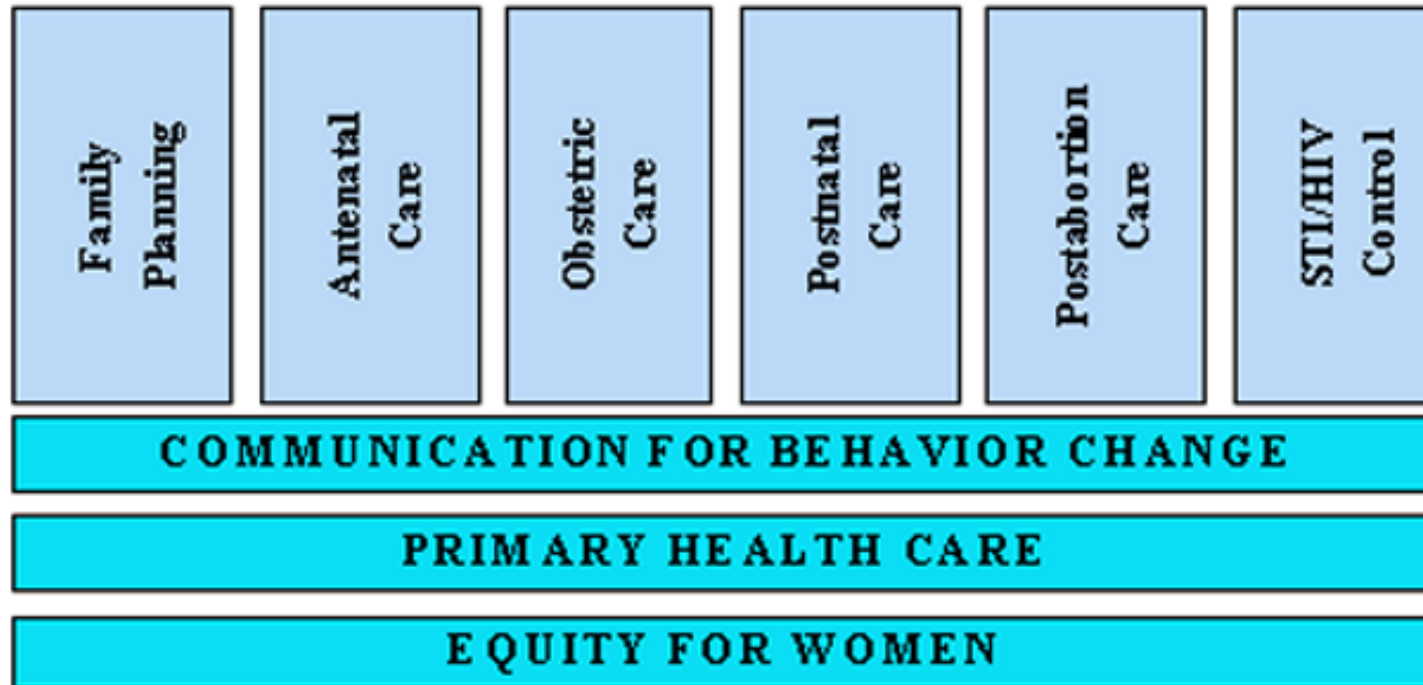 Family
Planning
Antenatal
Care
Obstetric
Care
Postnatal
Care
Postabortion
Care
STI/HIV
Control
COMMUNICATION FOR BEHAVIOR CHANGE
PRIMARY HEALTH CARE
EQUITY FOR WOMEN